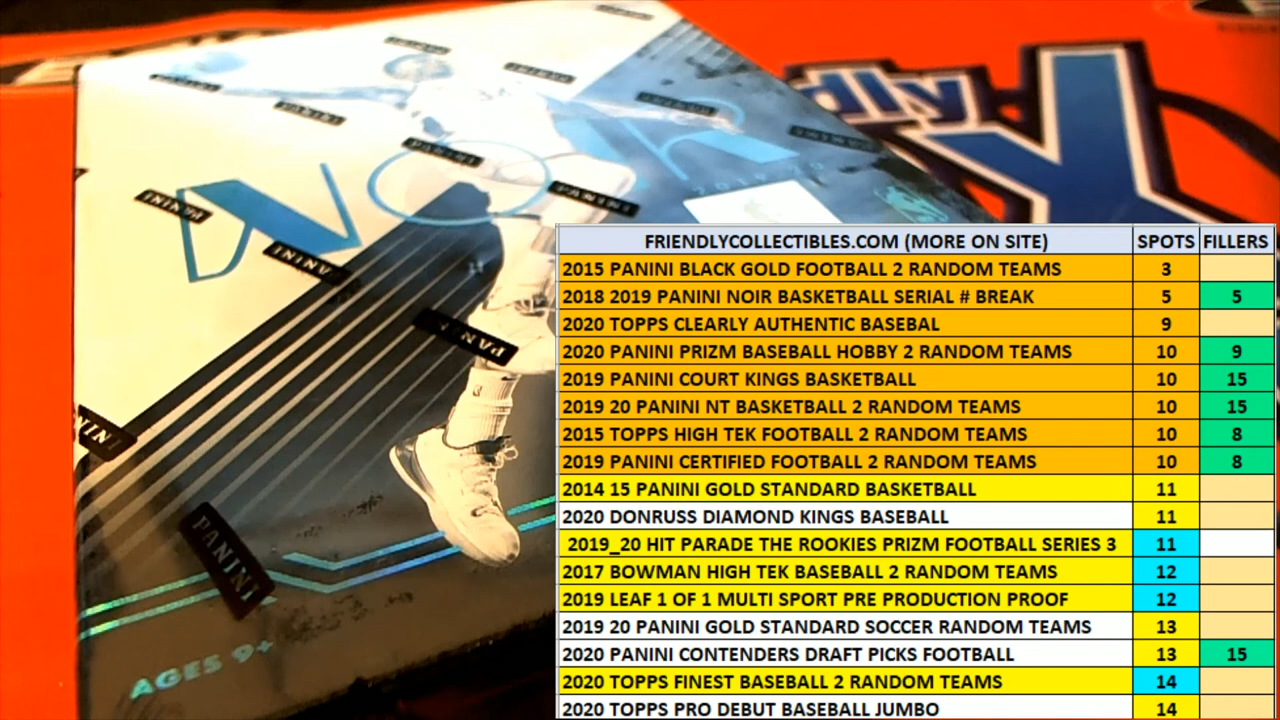 PANINI
PANINI
PANINI
PANINI
PANINI
AGES 9+
dly
FRIENDLYCOLLECTIBLES.COM (MORE ON SITE) SPOTS FILLERS
2015 PANINI BLACK GOLD FOOTBALL 2 RANDOM TEAMS 3
2018 2019 PANINI NOIR BASKETBALL SERIAL # BREAK 5 5
2020 TOPPS CLEARLY AUTHENTIC BASEBAL 9
2020 PANINI PRIZM BASEBALL HOBBY 2 RANDOM TEAMS 10 9
2019 PANINI COURT KINGS BASKETBALL 10 15
2019 20 PANINI NT BASKETBALL 2 RANDOM TEAMS 10 15
2015 TOPPS HIGH TEK FOOTBALL 2 RANDOM TEAMS 10 8
2019 PANINI CERTIFIED FOOTBALL 2 RANDOM TEAMS 10 8
2014 15 PANINI GOLD STANDARD BASKETBALL 11
2020 DONRUSS DIAMOND KINGS BASEBALL 11
2019_20 HIT PARADE THE ROOKIES PRIZM FOOTBALL SERIES 3 11
2017 BOWMAN HIGH TEK BASEBALL 2 RANDOM TEAMS 12
2019 LEAF 1 OF 1 MULTI SPORT PRE PRODUCTION PROOF 12
2019 20 PANINI GOLD STANDARD SOCCER RANDOM TEAMS 13
2020 PANINI CONTENDERS DRAFT PICKS FOOTBALL 13 15
2020 TOPPS FINEST BASEBALL 2 RANDOM TEAMS 14
2020 TOPPS PRO DEBUT BASEBALL JUMBO 14